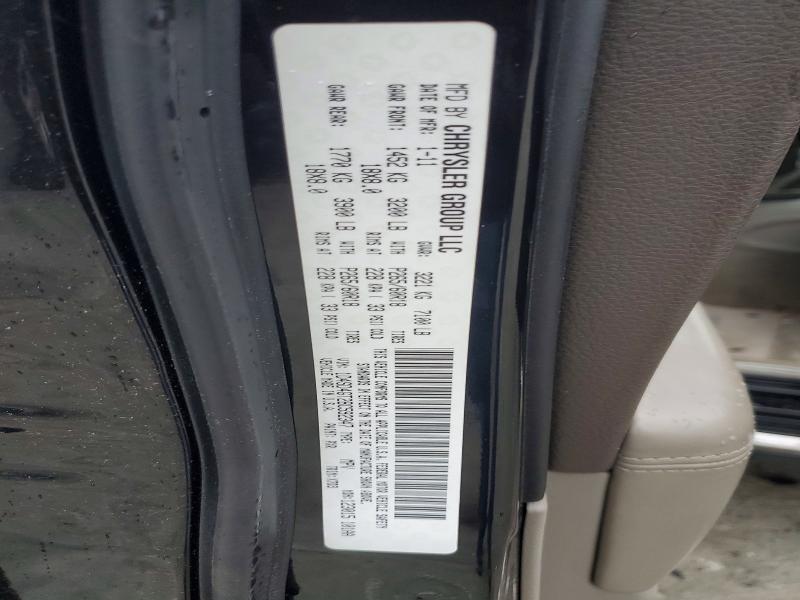 MFD BY CHRYSLER GROUP LLC
DATE OF MFR: 1-11 GVWR: 3221 KG 7100 LB
GAWR FRONT: 1452 KG 3200 LB WITH P265/60R18 TIRES
18X8.0 RIMS AT 228 KPA / 33 PSI COLD
GAWR REAR: 1770 KG 3900 LB WITH P265/60R18 TIRES
18X8.0 RIMS AT 228 KPA / 33 PSI COLD
THIS VEHICLE CONFORMS TO ALL APPLICABLE U.S.A. FEDERAL MOTOR VEHICLE SAFETY
STANDARDS IN EFFECT ON THE DATE OF MANUFACTURE SHOWN ABOVE.
VIN: TYPE: MPV
VEHICLE MADE IN U.S.A. PAINT: TRIM: